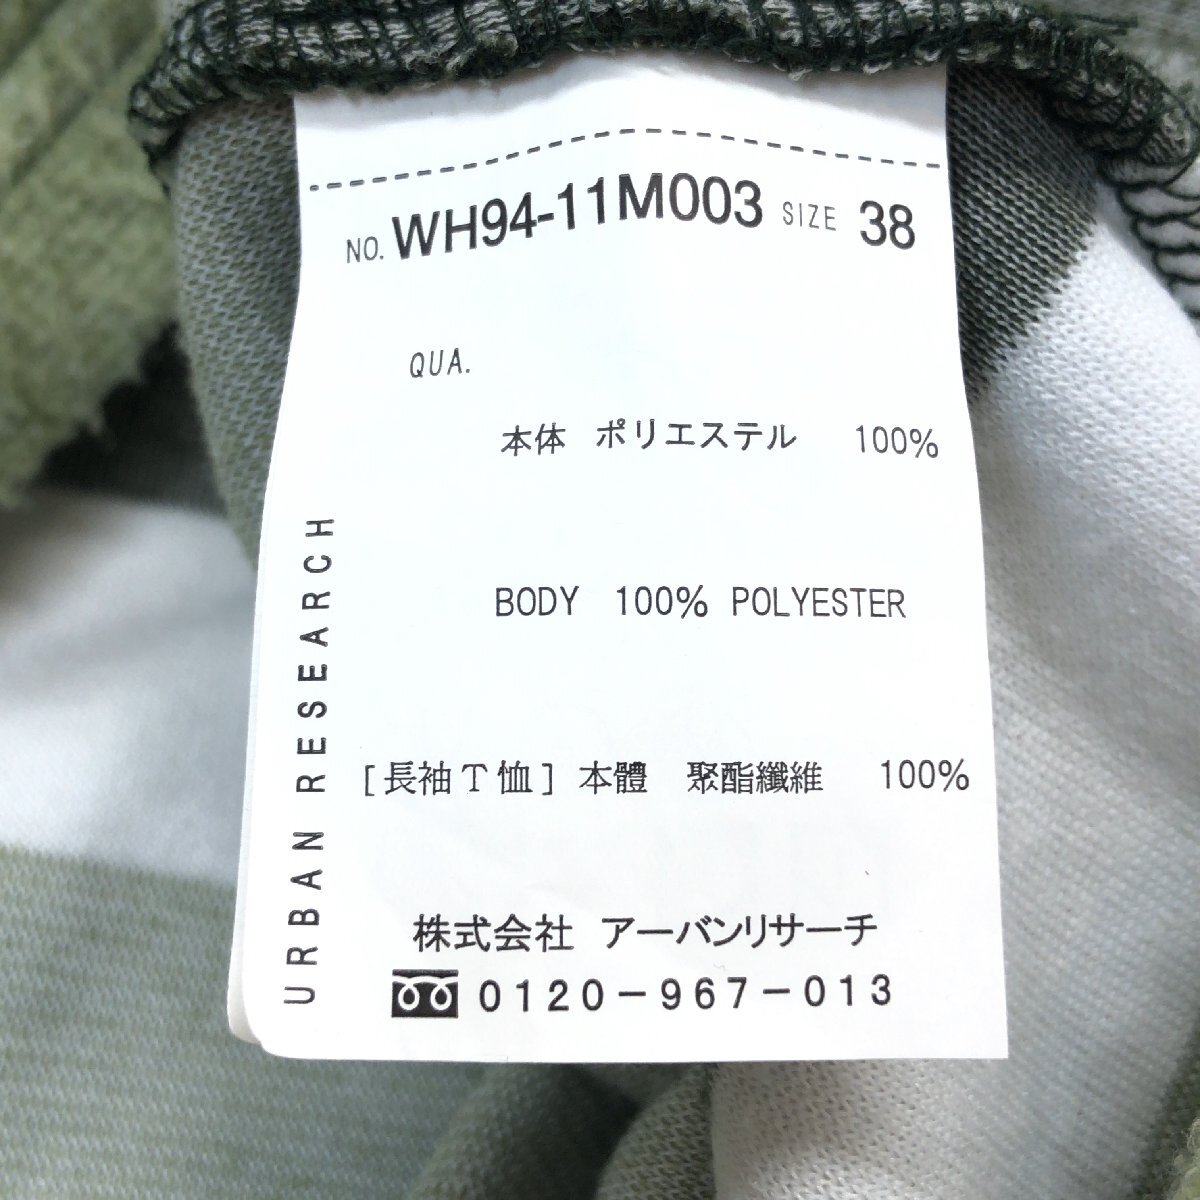 NO. WH94-11M003 SIZE 38
QUA.
本体 ポリエステル 100%
BODY 100% POLYESTER
[長袖T恤] 本體 聚酯纖維 100%
株式会社 アーバンリサーチ
0120-967-013
URBAN RESEARCH